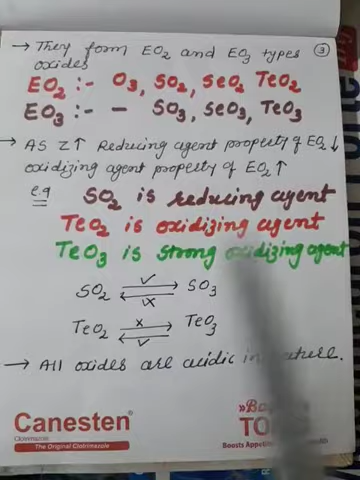 → They form EO₂ and EO₃ types ③
oxides
EO₂ :- O₃, SO₂, SeO₂ TeO₂
EO₃ :- - SO₃, SeO₃, TeO₃
→ AS Z↑ Reducing agent property of EO₂↓
oxidizing agent property of EO₂ ↑
e.g SO₂ is reducing agent
TeO₂ is oxidizing agent
TeO₃ is strong oxidizing agent
SO₂ ⇌ SO₃
✓
x
TeO₂ ⇌ TeO₃
x
✓
→ All oxides are acidic in nature.
Canesten®
Clotrimazole
The Original Clotrimazole
Boosts Appetite